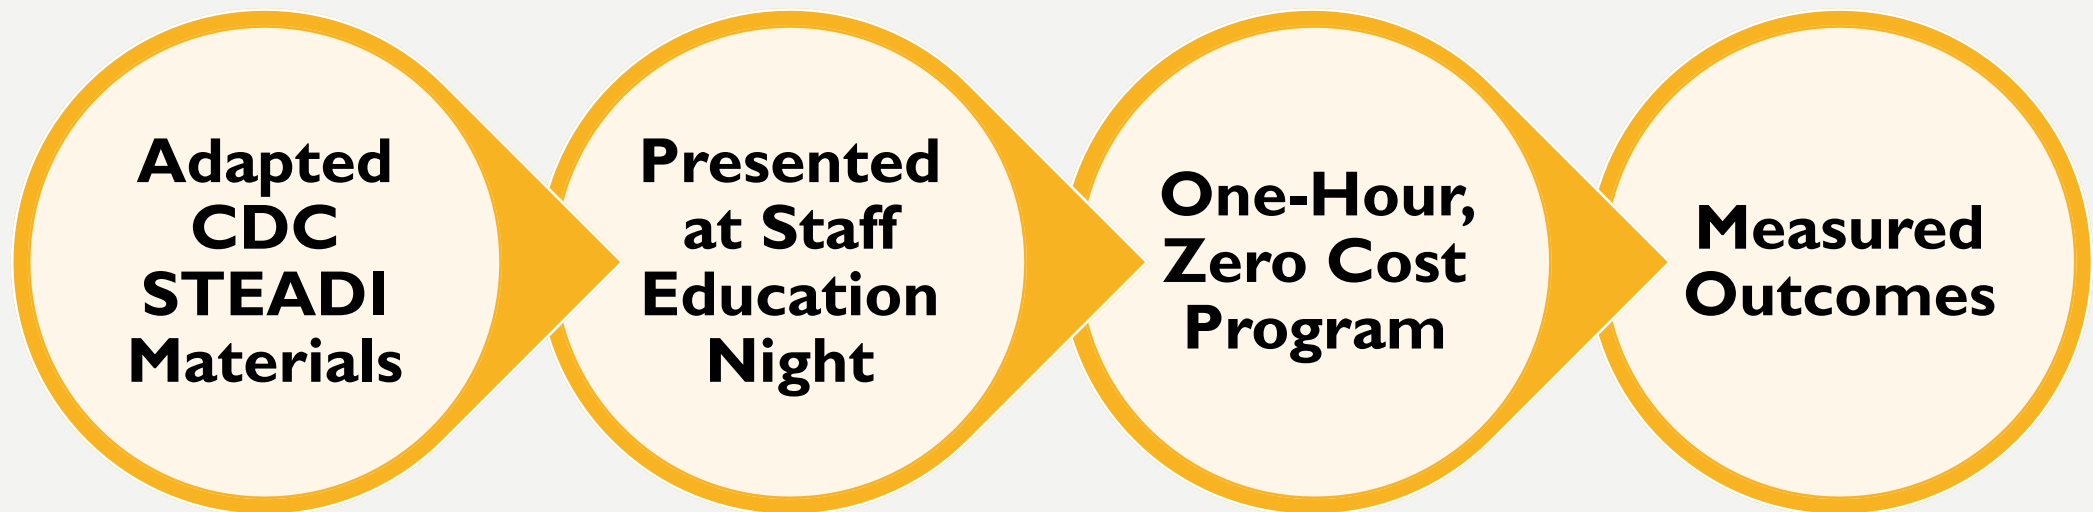 Adapted
CDC
STEADI
Materials
Presented
at Staff
Education
Night
One-Hour,
Zero Cost
Program
Measured
Outcomes